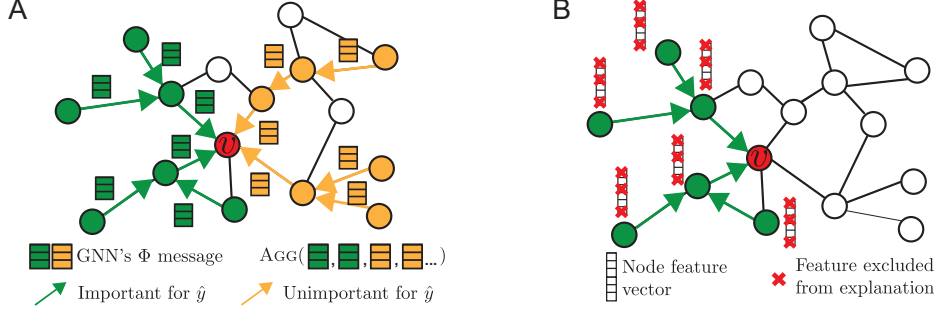 A
B
v
v
GNN's Φ message
AGG( , , , ...)
Important for ŷ
Unimportant for ŷ
Node feature
vector
Feature excluded
from explanation